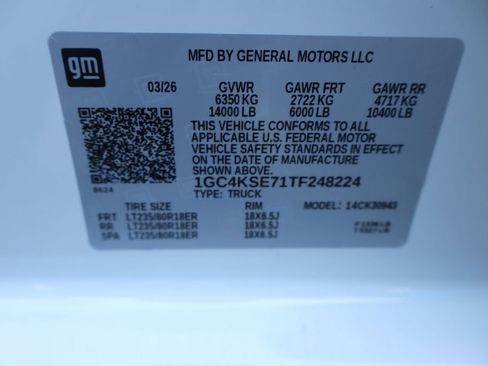 gm
MFD BY GENERAL MOTORS LLC
03/26 GVWR GAWR FRT GAWR RR
6350 KG 2722 KG 4717 KG
14000 LB 6000 LB 10400 LB
THIS VEHICLE CONFORMS TO ALL
APPLICABLE U.S. FEDERAL MOTOR
VEHICLE SAFETY STANDARDS IN EFFECT
ON THE DATE OF MANUFACTURE
SHOWN ABOVE.
1GC4KSE71TF248224
TYPE: TRUCK MODEL: 14CK30943
8624
TIRE SIZE RIM
FRT LT235/80R18ER 18X6.5J
RR LT235/80R18ER 18X6.5J
SPA LT235/80R18ER 18X6.5J